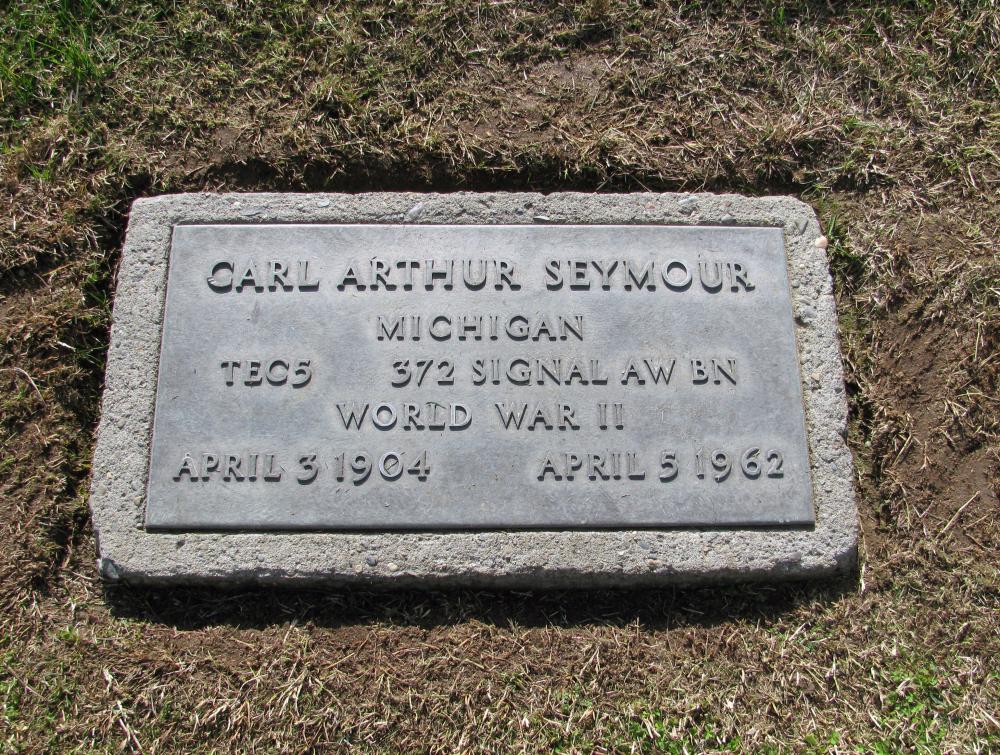 CARL ARTHUR SEYMOUR
MICHIGAN
TEC5 372 SIGNAL AW BN
WORLD WAR II
APRIL 3 1904 APRIL 5 1962